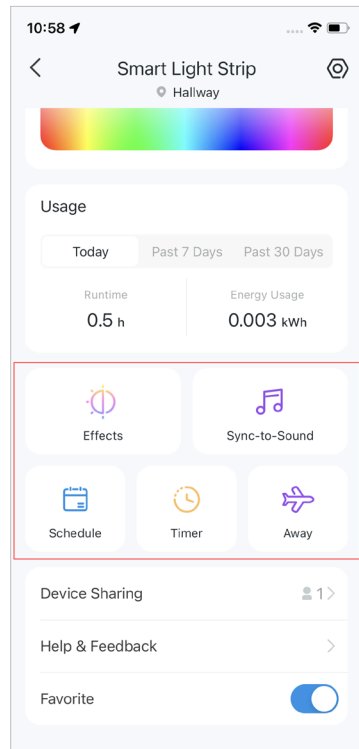 10:58
Smart Light Strip
Hallway
Usage
Today Past 7 Days Past 30 Days
Runtime Energy Usage
0.5 h 0.003 kWh
Effects Sync-to-Sound
Schedule Timer Away
Device Sharing 1
Help & Feedback
Favorite